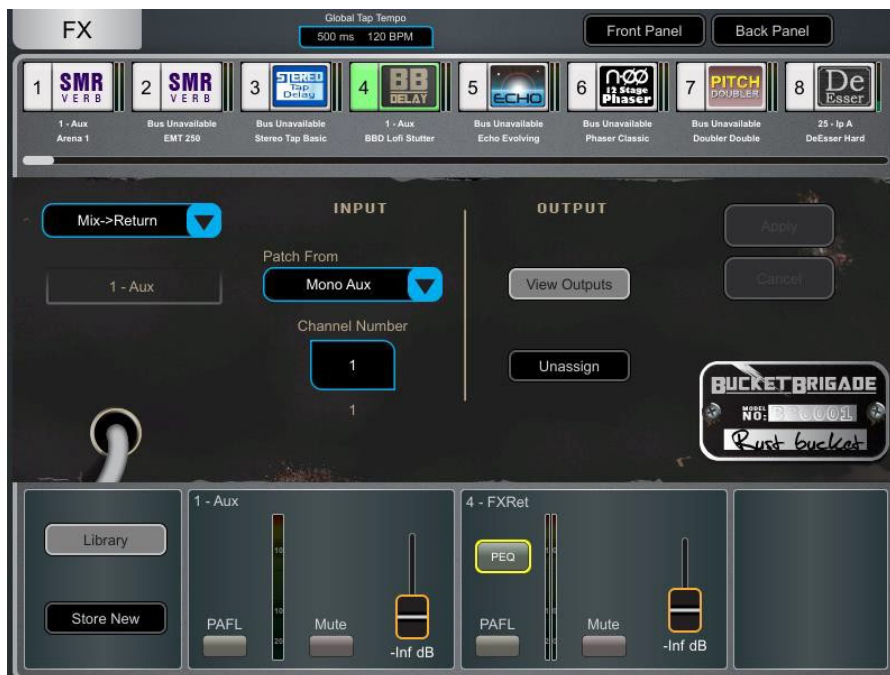 FX
Global Tap Tempo
500 ms 120 BPM
Front Panel
Back Panel
1 SMR VERB
2 SMR VERB
3 STEREO Tap Delay
4 BB DELAY
5 ECHO
6 12 Stage Phaser
7 PITCH DOUBLER
8 De Esser
1 - Aux
Arena 1
Bus Unavailable
EMT 250
Bus Unavailable
Stereo Tap Basic
1 - Aux
BBD Lofi Stutter
Bus Unavailable
Echo Evolving
Bus Unavailable
Phaser Classic
Bus Unavailable
Doubler Double
25 - Ip A
DeEsser Hard
Mix->Return
1 - Aux
INPUT
Patch From
Mono Aux
Channel Number
1
1
OUTPUT
View Outputs
Unassign
Apply
Cancel
BUCKETBRIGADE
MODEL NO:
Rust bucket
Library
Store New
1 - Aux
10
10
20
PAFL
Mute
-Inf dB
4 - FXRet
PEQ
PAFL
Mute
-Inf dB